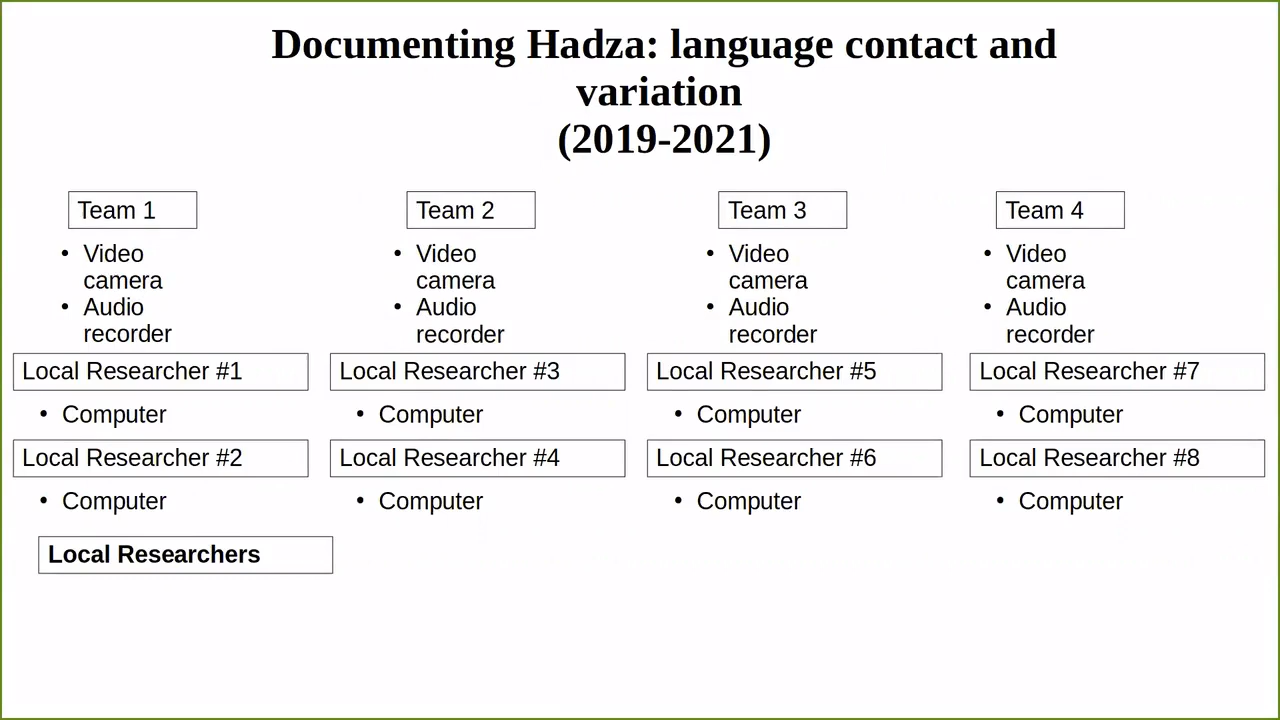 Documenting Hadza: language contact and
variation
(2019-2021)
Team 1
• Video
camera
• Audio
recorder
Local Researcher #1
• Computer
Local Researcher #2
• Computer
Team 2
• Video
camera
• Audio
recorder
Local Researcher #3
• Computer
Local Researcher #4
• Computer
Team 3
• Video
camera
• Audio
recorder
Local Researcher #5
• Computer
Local Researcher #6
• Computer
Team 4
• Video
camera
• Audio
recorder
Local Researcher #7
• Computer
Local Researcher #8
• Computer
Local Researchers